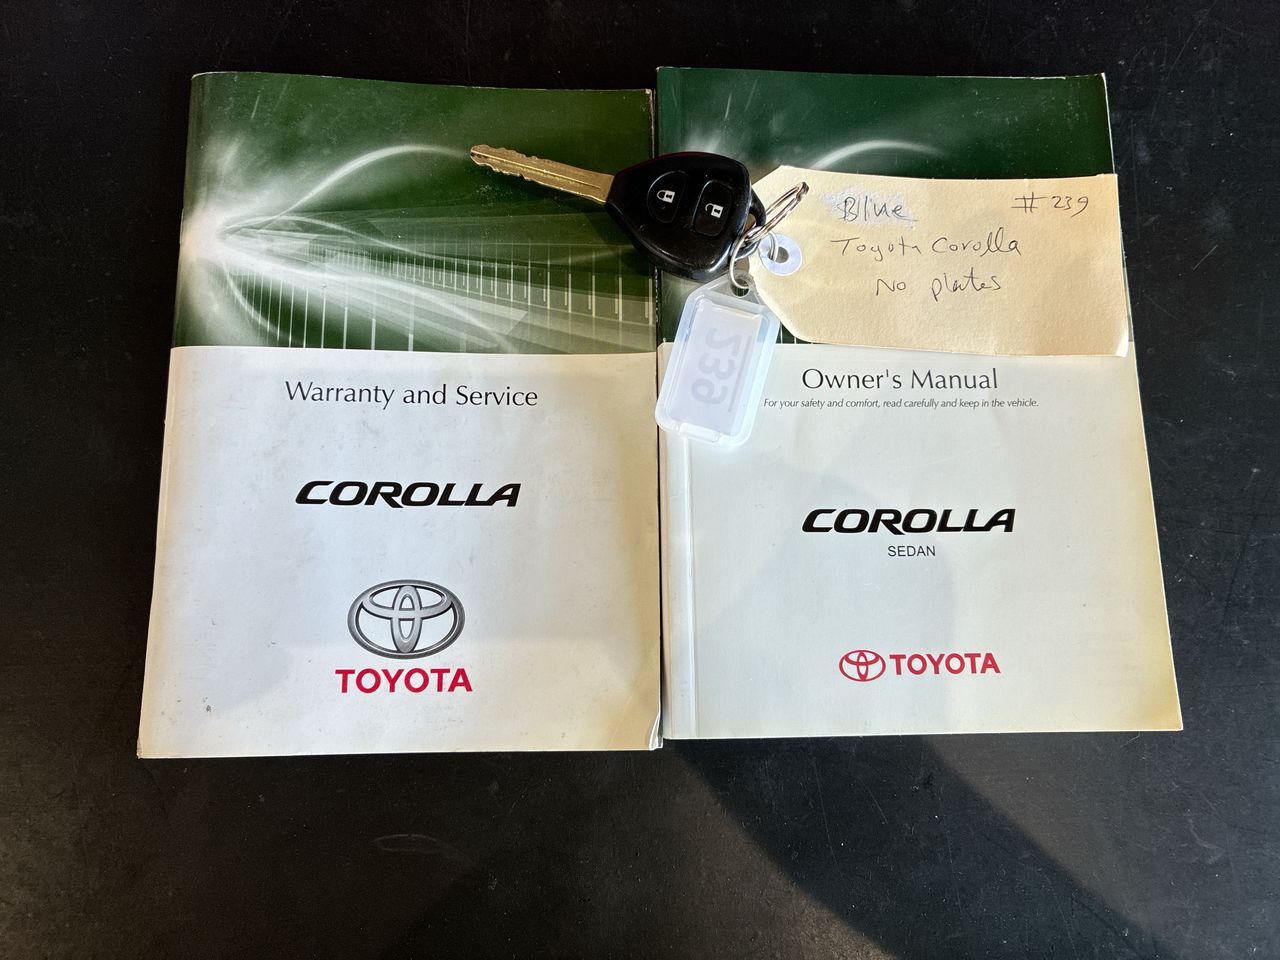 Blue #239
Toyota Corolla
No plates
239
Warranty and Service
COROLLA
TOYOTA
Owner's Manual
For your safety and comfort, read carefully and keep in the vehicle.
COROLLA
SEDAN
TOYOTA